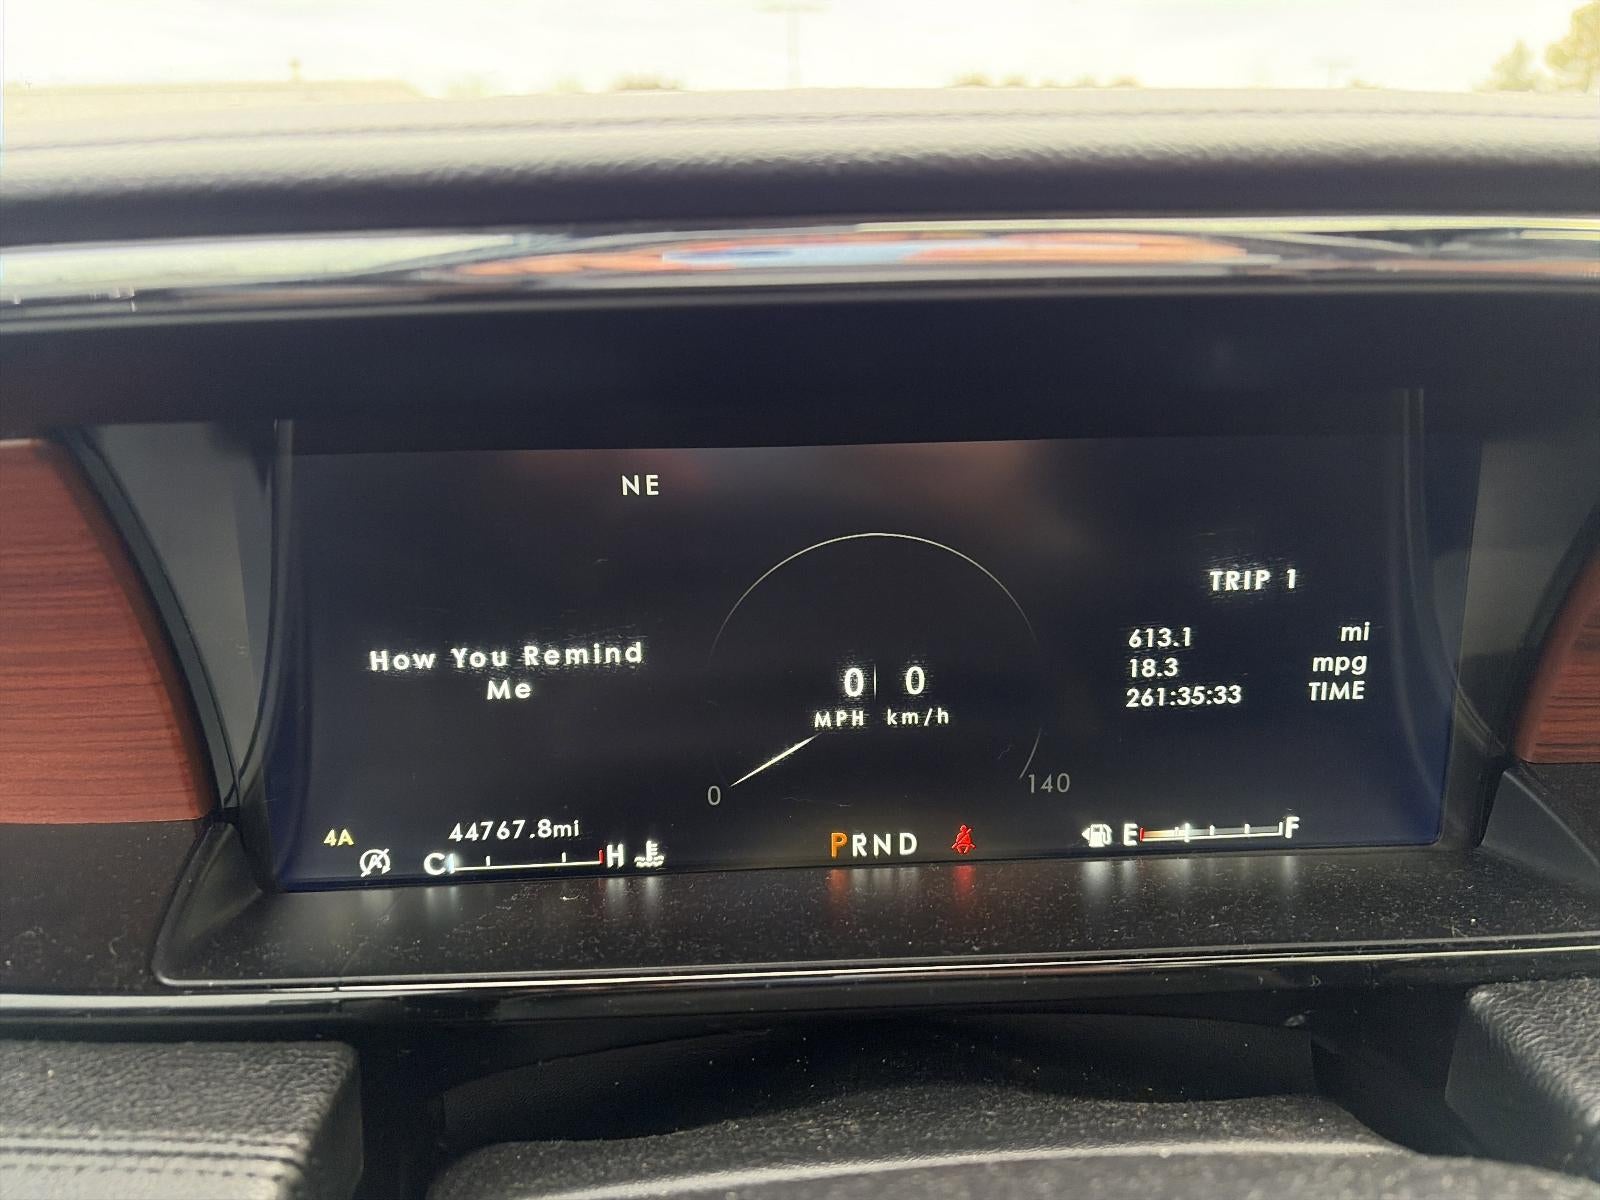 NE
TRIP 1
613.1 mi
18.3 mpg
261:35:33 TIME
How You Remind
Me
0 0
MPH km/h
0
140
4A
44767.8mi
C H
PRND
E F